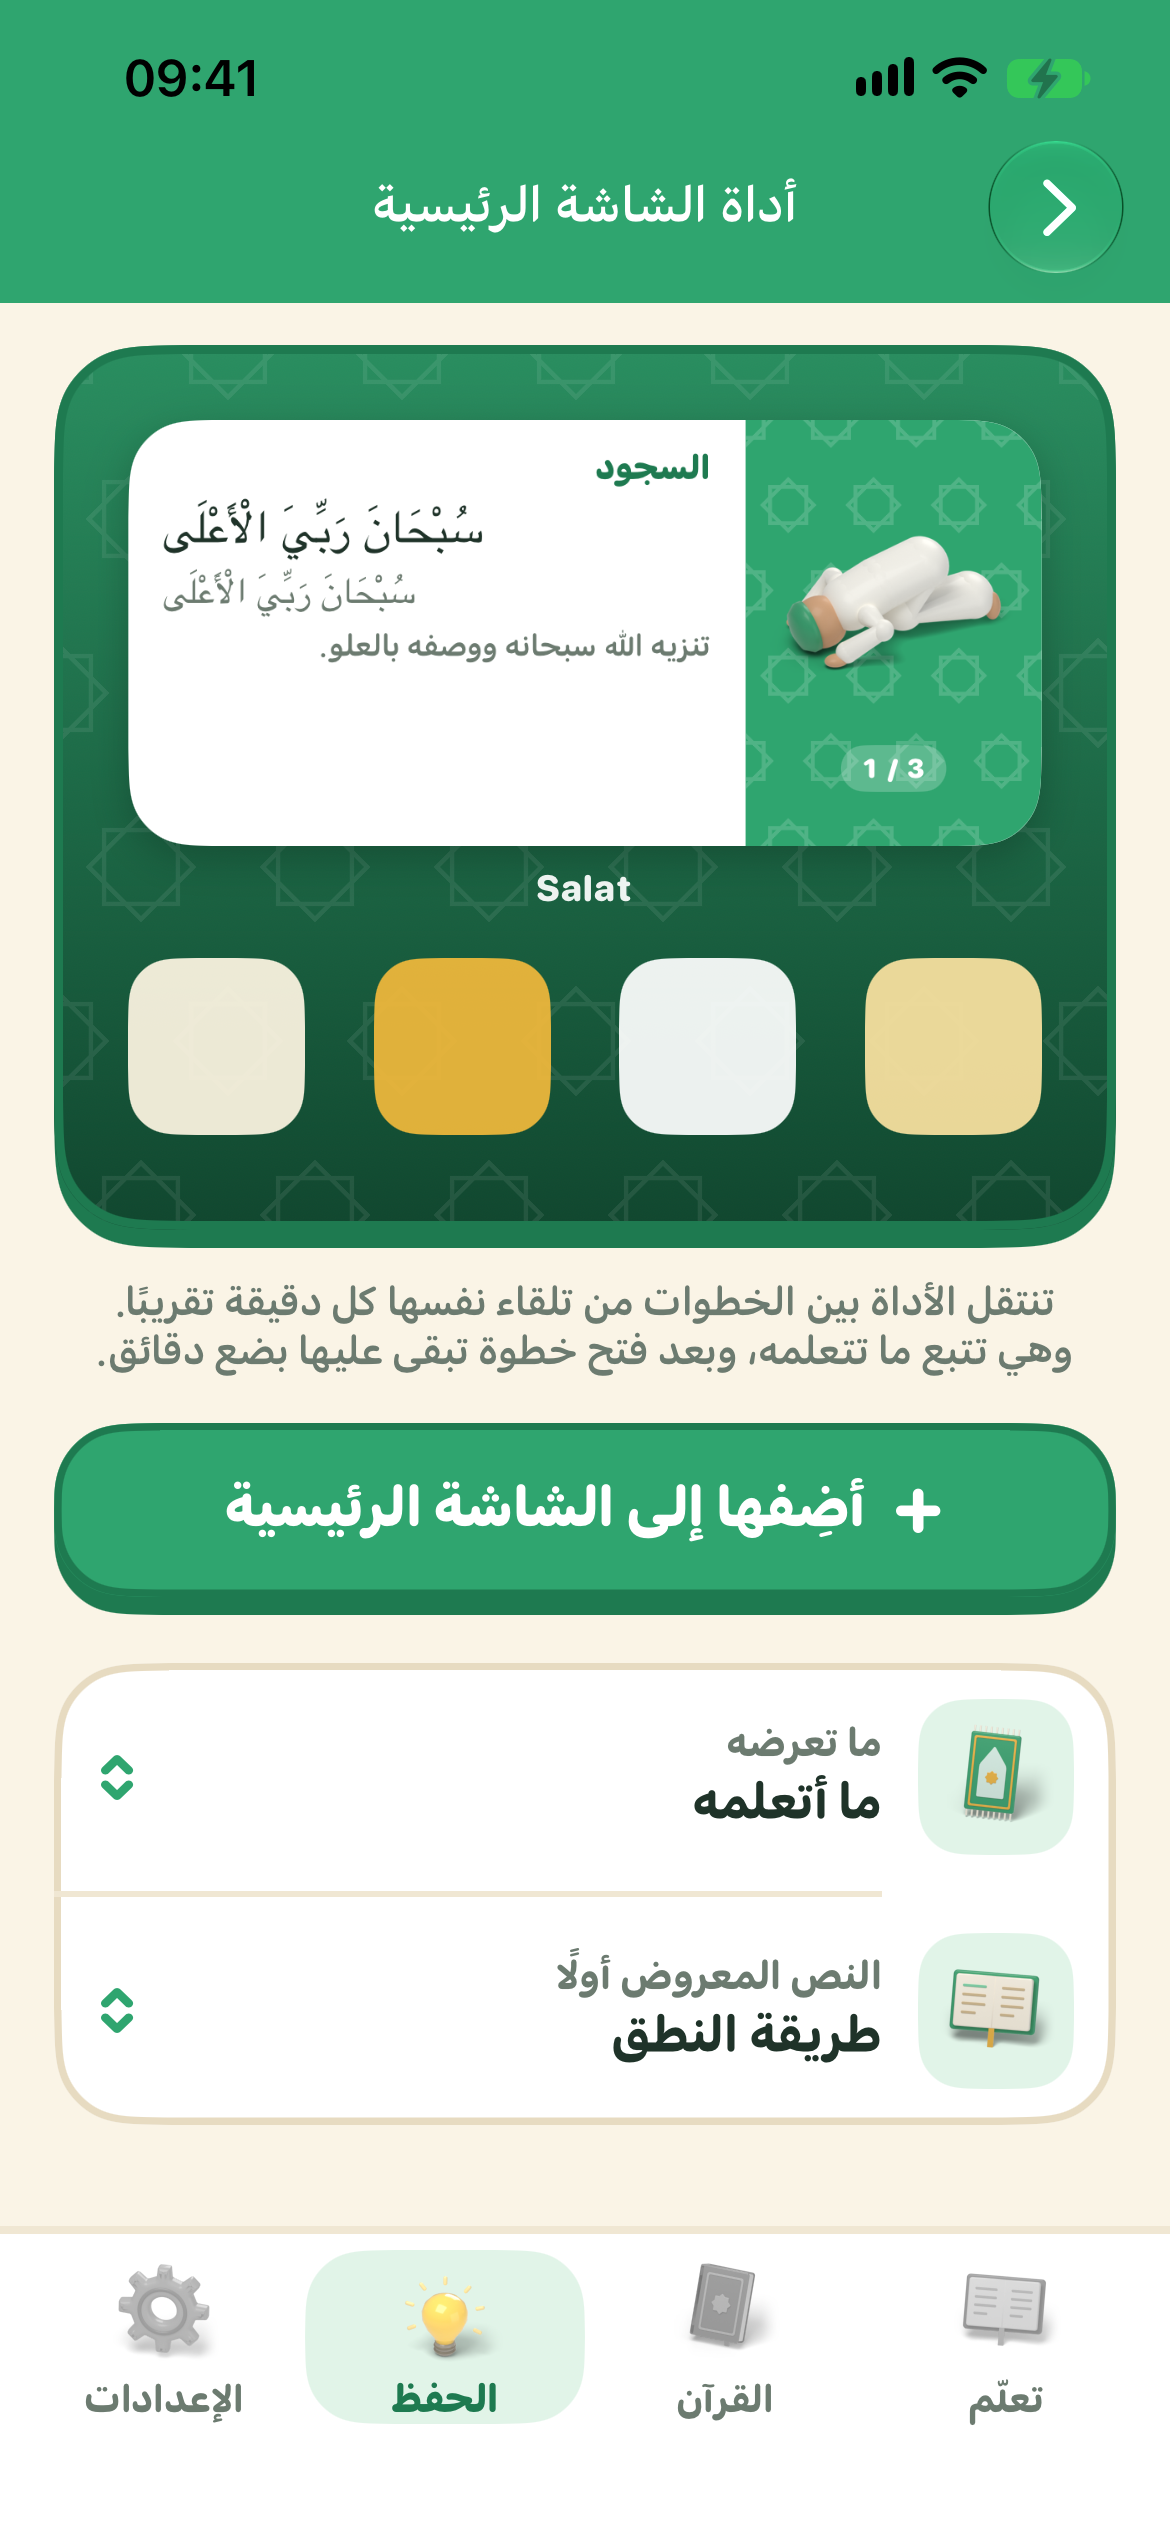 09:41
أداة الشاشة الرئيسية
السجود
سُبْحَانَ رَبِّيَ الْأَعْلَى
سُبْحَانَ رَبِّيَ الْأَعْلَى
تنزيه الله سبحانه ووصفه بالعلو.
1 / 3
Salat
تنتقل الأداة بين الخطوات من تلقاء نفسها كل دقيقة تقريبًا.
وهي تتبع ما تتعلمه، وبعد فتح خطوة تبقى عليها بضع دقائق.
أضِفها إلى الشاشة الرئيسية
ما تعرضه
ما أتعلمه
النص المعروض أولًا
طريقة النطق
تعلّم
القرآن
الحفظ
الإعدادات